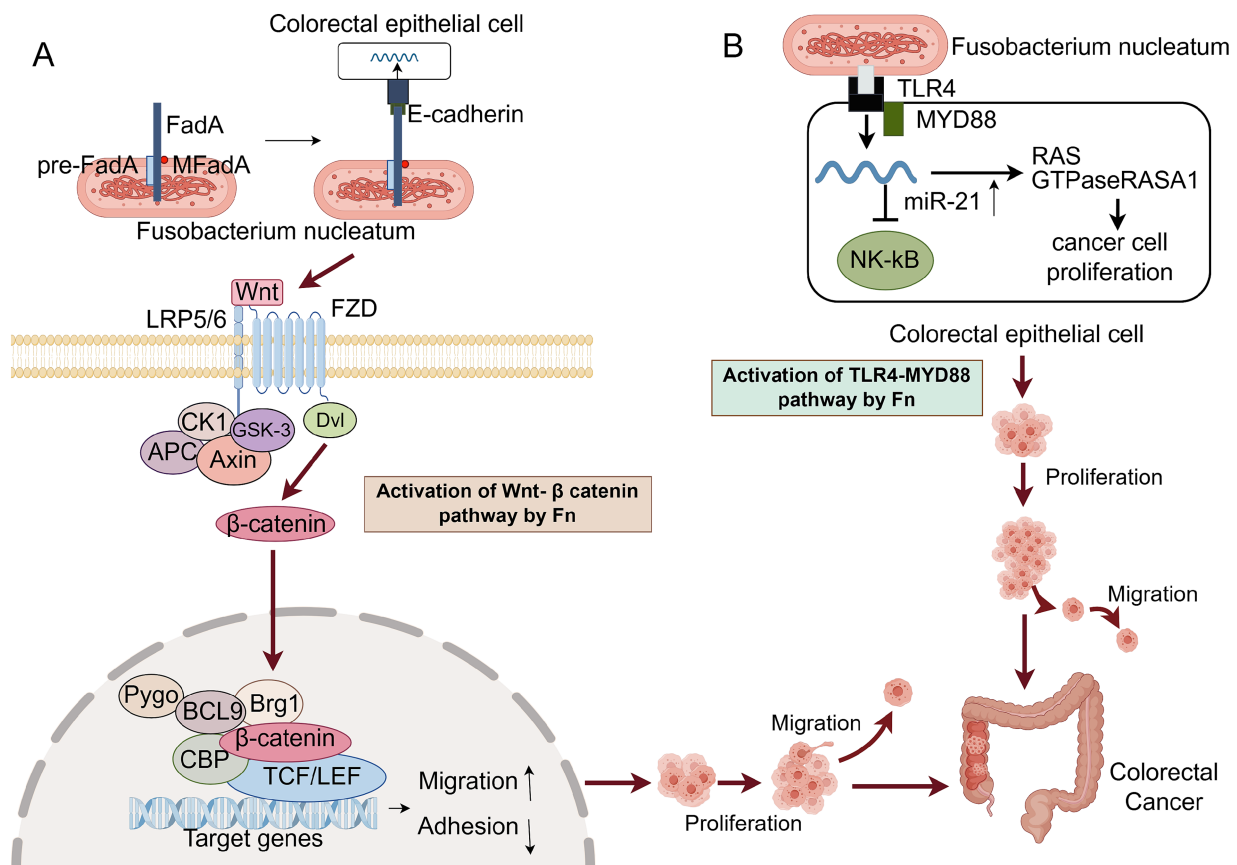 A
Colorectal epithelial cell
E-cadherin
FadA
pre-FadA
MFadA
Fusobacterium nucleatum
Wnt
LRP5/6
FZD
CK1
GSK-3
Dvl
APC
Axin
β-catenin
Activation of Wnt- β catenin
pathway by Fn
Pygo
BCL9
Brg1
β-catenin
CBP
TCF/LEF
Target genes
Migration
Adhesion
Proliferation
Migration
B
Fusobacterium nucleatum
TLR4
MYD88
miR-21
RAS
GTPaseRASA1
NK-kB
cancer cell
proliferation
Colorectal epithelial cell
Activation of TLR4-MYD88
pathway by Fn
Proliferation
Migration
Colorectal
Cancer